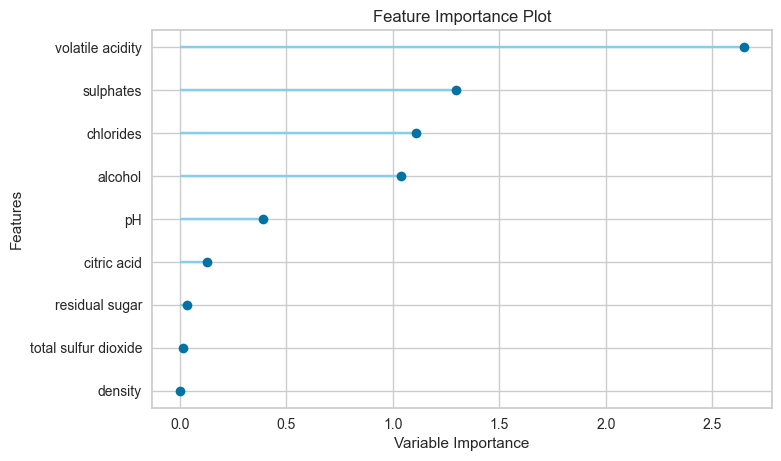 Feature Importance Plot
Features
volatile acidity
sulphates
chlorides
alcohol
pH
citric acid
residual sugar
total sulfur dioxide
density
0.0 0.5 1.0 1.5 2.0 2.5
Variable Importance